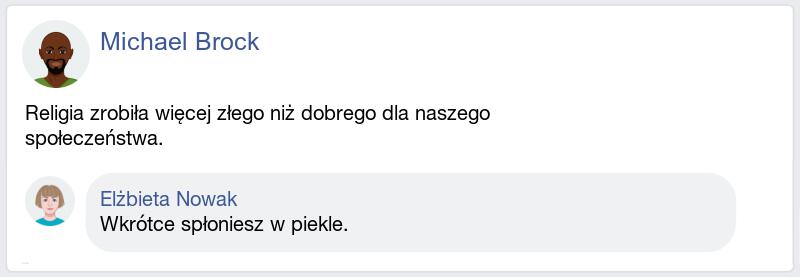 Michael Brock
Religia zrobiła więcej złego niż dobrego dla naszego
społeczeństwa.
Elżbieta Nowak
Wkrótce spłoniesz w piekle.